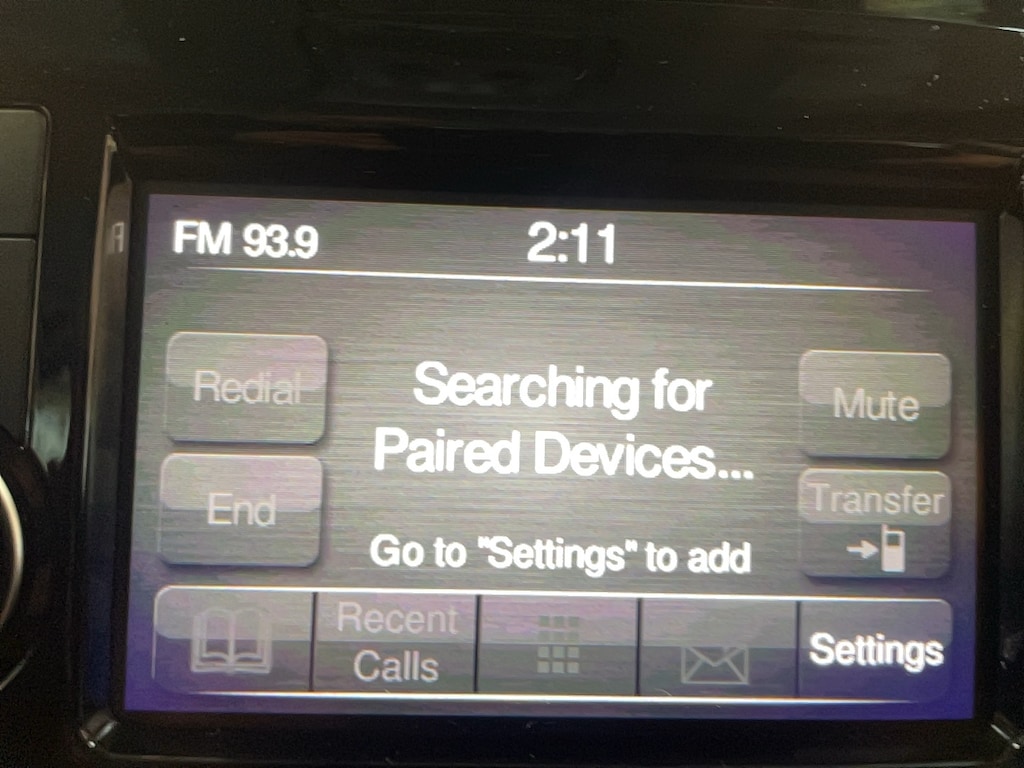 FM 93.9 2:11
Redial
Searching for
Paired Devices...
Mute
End
Transfer
Go to "Settings" to add
Recent
Calls
Settings